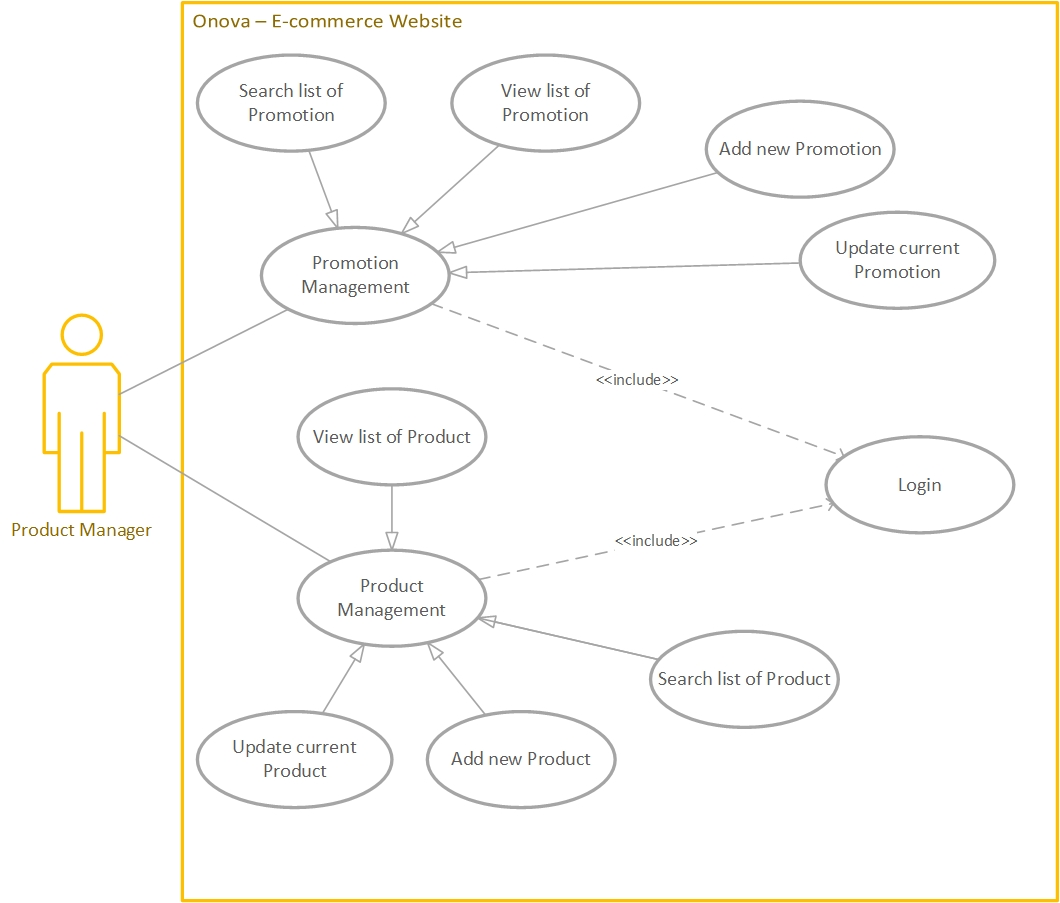 Onova – E-commerce Website
Search list of
Promotion
View list of
Promotion
Add new Promotion
Update current
Promotion
Promotion
Management
<<include>>
View list of Product
Login
Product Manager
<<include>>
Product
Management
Search list of Product
Update current
Product
Add new Product